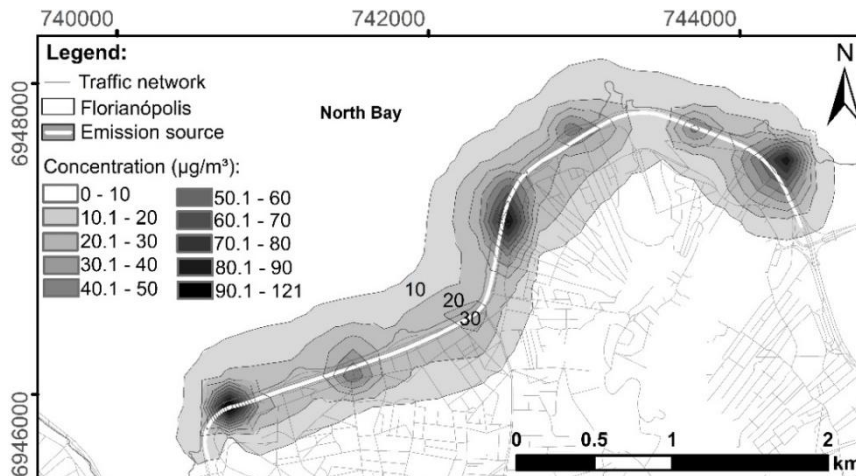 740000 742000 744000
Legend:
Traffic network
Florianópolis
Emission source
Concentration (µg/m³):
0 - 10
10.1 - 20
20.1 - 30
30.1 - 40
40.1 - 50
50.1 - 60
60.1 - 70
70.1 - 80
80.1 - 90
90.1 - 121
North Bay
N
6948000
6946000
10
20
30
0 0.5 1 2
km